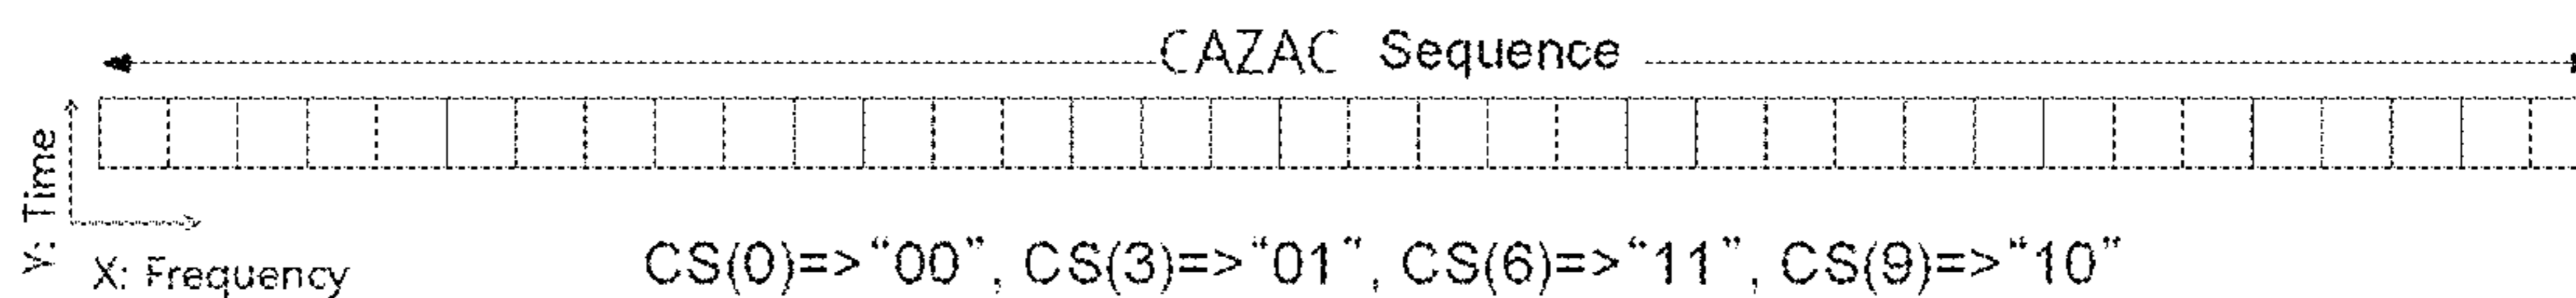 CAZAC Sequence
Y: Time
X: Frequency
CS(0)=>“00”, CS(3)=>“01”, CS(6)=>“11”, CS(9)=>“10”